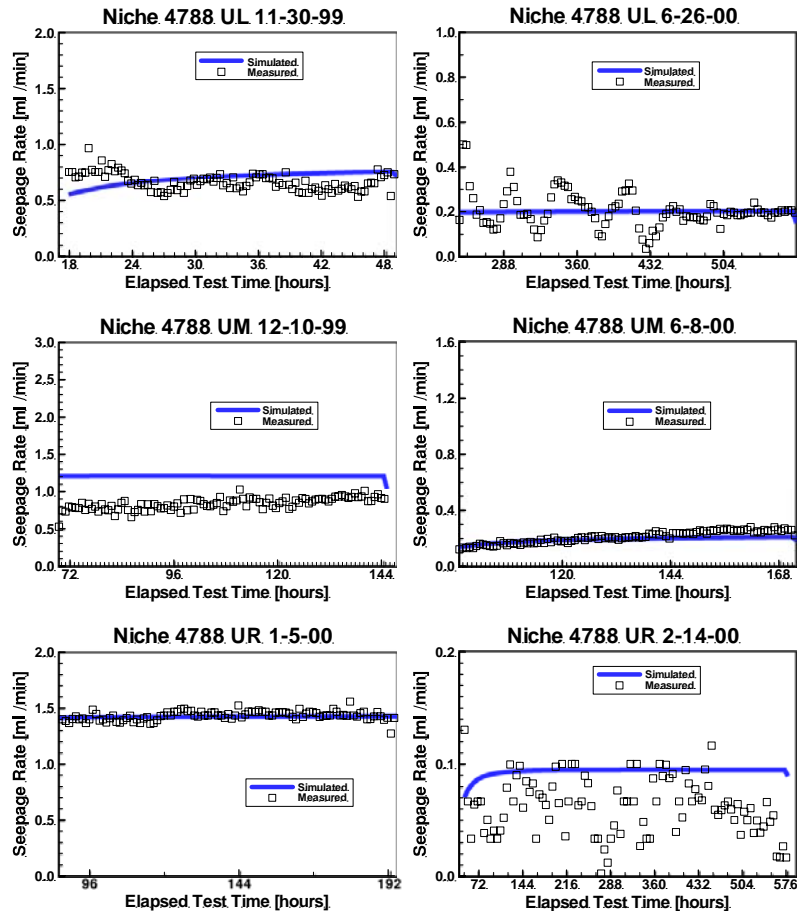 Niche 4788 UL 11-30-99
2.0
1.5
1.0
0.5
0.0
Seepage Rate [ml /min]
Simulated
Measured
18 24 30 36 42 48
Elapsed Test Time [hours]
Niche 4788 UL 6-26-00
1.0
0.8
0.6
0.4
0.2
0.0
Seepage Rate [ml /min]
Simulated
Measured
288 360 432 504
Elapsed Test Time [hours]
Niche 4788 UM 12-10-99
3.0
2.5
2.0
1.5
1.0
0.5
0.0
Seepage Rate [ml /min]
Simulated
Measured
72 96 120 144
Elapsed Test Time [hours]
Niche 4788 UM 6-8-00
1.6
1.2
0.8
0.4
0.0
Seepage Rate [ml /min]
Simulated
Measured
120 144 168
Elapsed Test Time [hours]
Niche 4788 UR 1-5-00
2.0
1.5
1.0
0.5
0.0
Seepage Rate [ml /min]
Simulated
Measured
96 144 192
Elapsed Test Time [hours]
Niche 4788 UR 2-14-00
0.2
0.1
0.0
Seepage Rate [ml /min]
Simulated
Measured
72 144 216 288 360 432 504 576
Elapsed Test Time [hours]